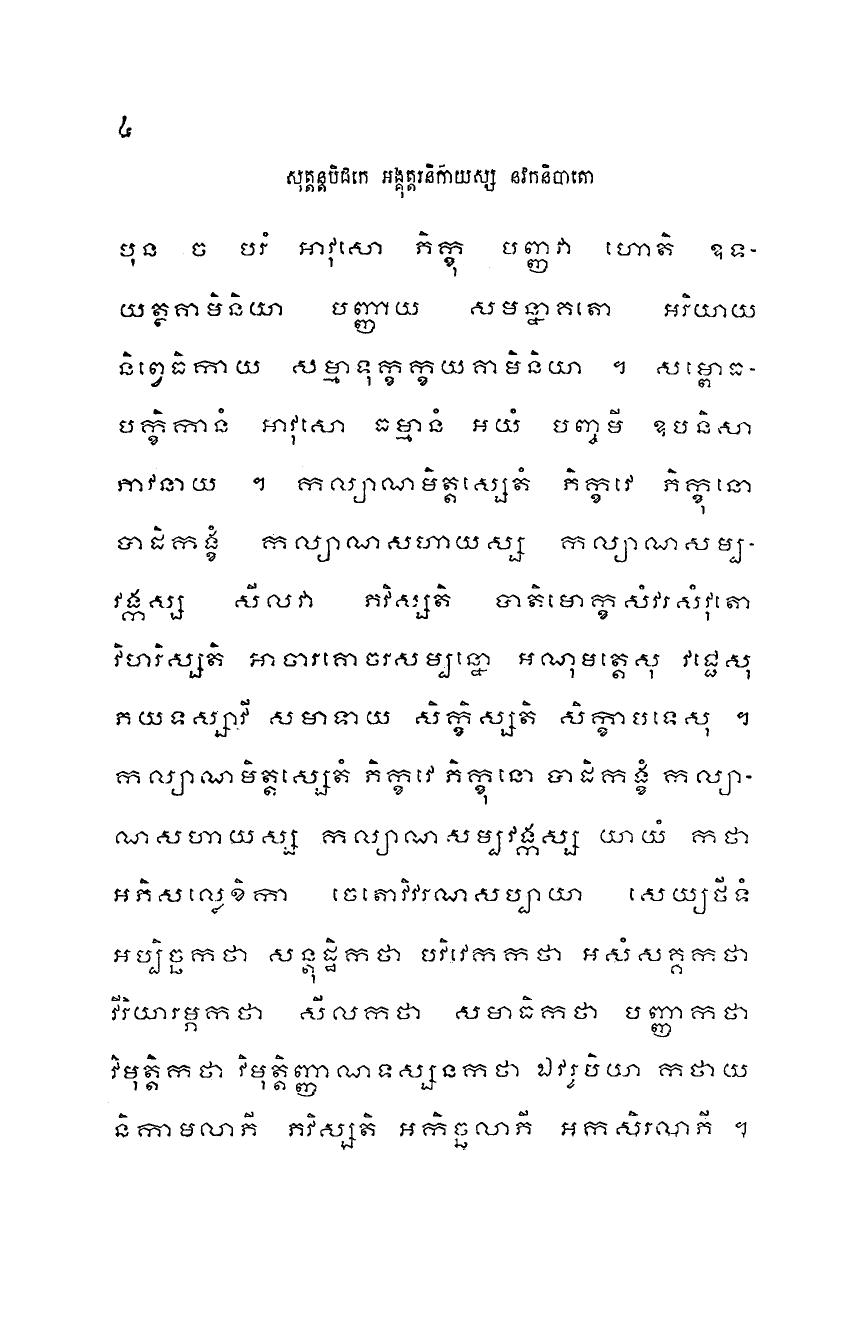 ៤
សុត្តន្តបិដកេ អង្គុត្តរនិកាយស្ស នវកនិបាតោ
បុន ច បរំ អាវុសោ ភិក្ខុ បញ្ញវា ហោតិ ឧទ-
យត្ថគាមិនិយា បញ្ញាយ សមន្នាគតោ អរិយាយ
និព្វេធិកាយ សម្មាទុក្ខក្ខយគាមិនិយា ។ សម្ពោធ-
បក្ខិកានំ អាវុសោ ធម្មានំ អយំ បញ្ចមី ឧបនិសា
ភាវនាយ ។ កល្យាណមិត្តស្សេតំ ភិក្ខវេ ភិក្ខុនោ
បាដិកង្ខំ កល្យាណសហាយស្ស កល្យាណសម្ប-
វង្កស្ស សីលវា ភវិស្សតិ បាតិមោក្ខសំវរសំវុតោ
វិហរិស្សតិ អាចារគោចរសម្បន្នោ អណុមត្តេសុ វជ្ជេសុ
ភយទស្សាវី សមាទាយ សិក្ខិស្សតិ សិក្ខាបទេសុ ។
កល្យាណមិត្តស្សេតំ ភិក្ខវេ ភិក្ខុនោ បាដិកង្ខំ កល្យា-
ណសហាយស្ស កល្យាណសម្បវង្កស្ស យាយំ កថា
អភិសល្លេខិកា ចេតោវិវរណសប្បាយា សេយ្យថីទំ
អប្បិច្ឆកថា សន្តុដ្ឋិកថា បវិវេកកថា អសំសគ្គកថា
វីរិយារម្ភកថា សីលកថា សមាធិកថា បញ្ញាកថា
វិមុត្តិកថា វិមុត្តិញ្ញាណទស្សនកថា ឯវរូបិយា កថាយ
និកាមលាភី ភវិស្សតិ អកិច្ឆលាភី អកសិរលាភី ។